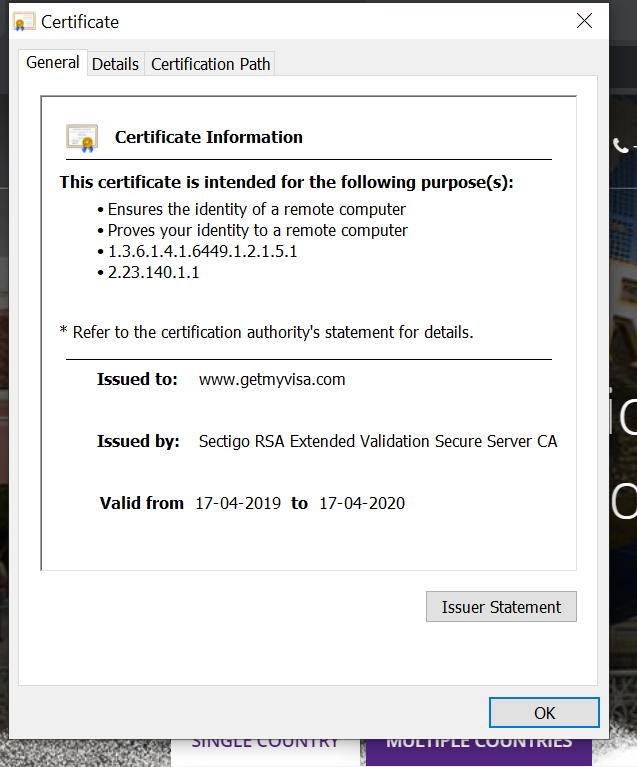 Certificate
General
Details
Certification Path
Certificate Information
This certificate is intended for the following purpose(s):
• Ensures the identity of a remote computer
• Proves your identity to a remote computer
• 1.3.6.1.4.1.6449.1.2.1.5.1
• 2.23.140.1.1
* Refer to the certification authority's statement for details.
Issued to: www.getmyvisa.com
Issued by: Sectigo RSA Extended Validation Secure Server CA
Valid from 17-04-2019 to 17-04-2020
Issuer Statement
OK
SINGLE COUNTRY
MULTIPLE COUNTRIES